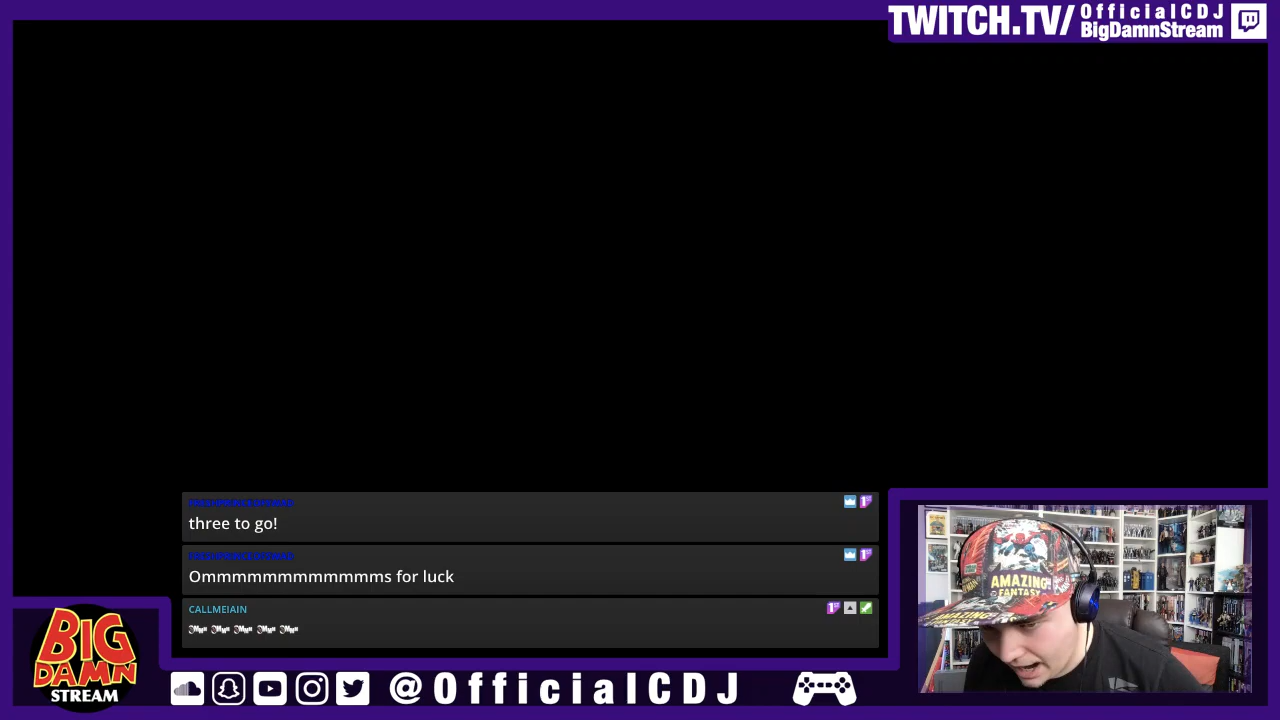 TWITCH.TV/ OfficialCDJ
BigDamnStream
three to go!
Ommmmmmmmmmmms for luck
CALLMEIAIN
AMAZING
FANTASY
BIG
DAMN
STREAM
@OfficialCDJ